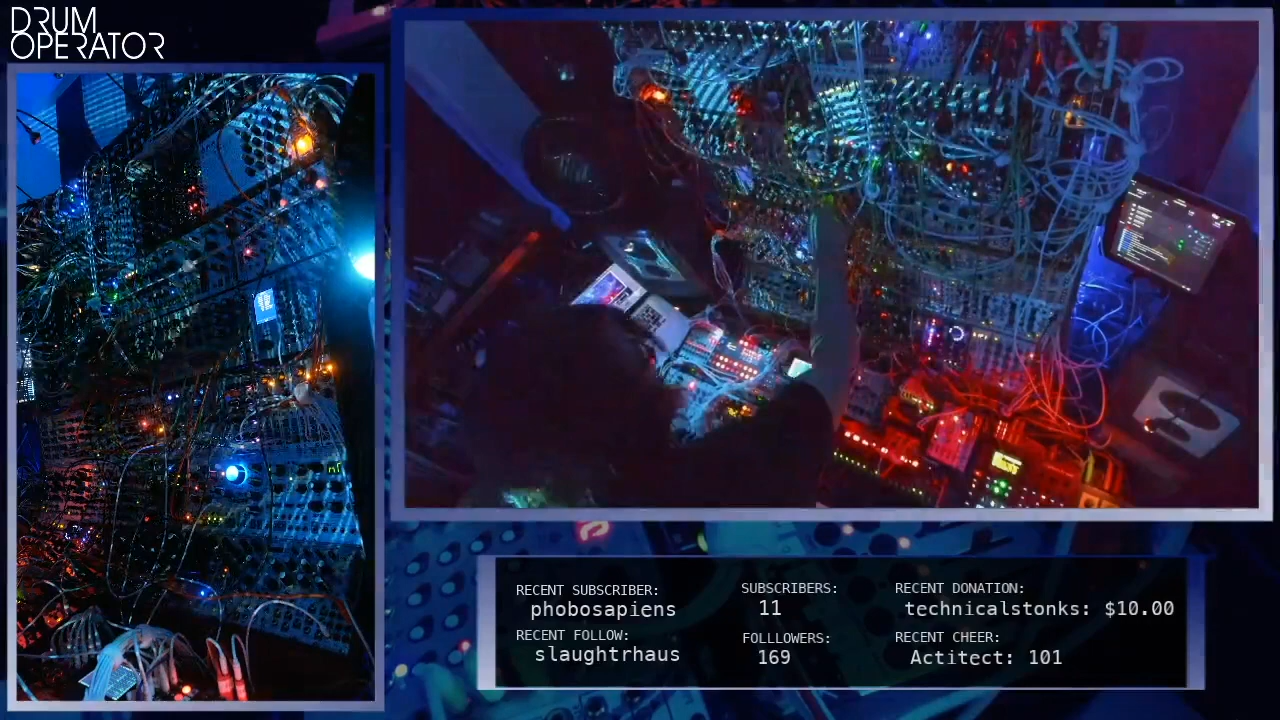 DRUM
OPERATOR
RECENT SUBSCRIBER:
phobosapiens
RECENT FOLLOW:
slaughtrhaus
SUBSCRIBERS:
11
FOLLLOWERS:
169
RECENT DONATION:
technicalstonks: $10.00
RECENT CHEER:
Actitect: 101